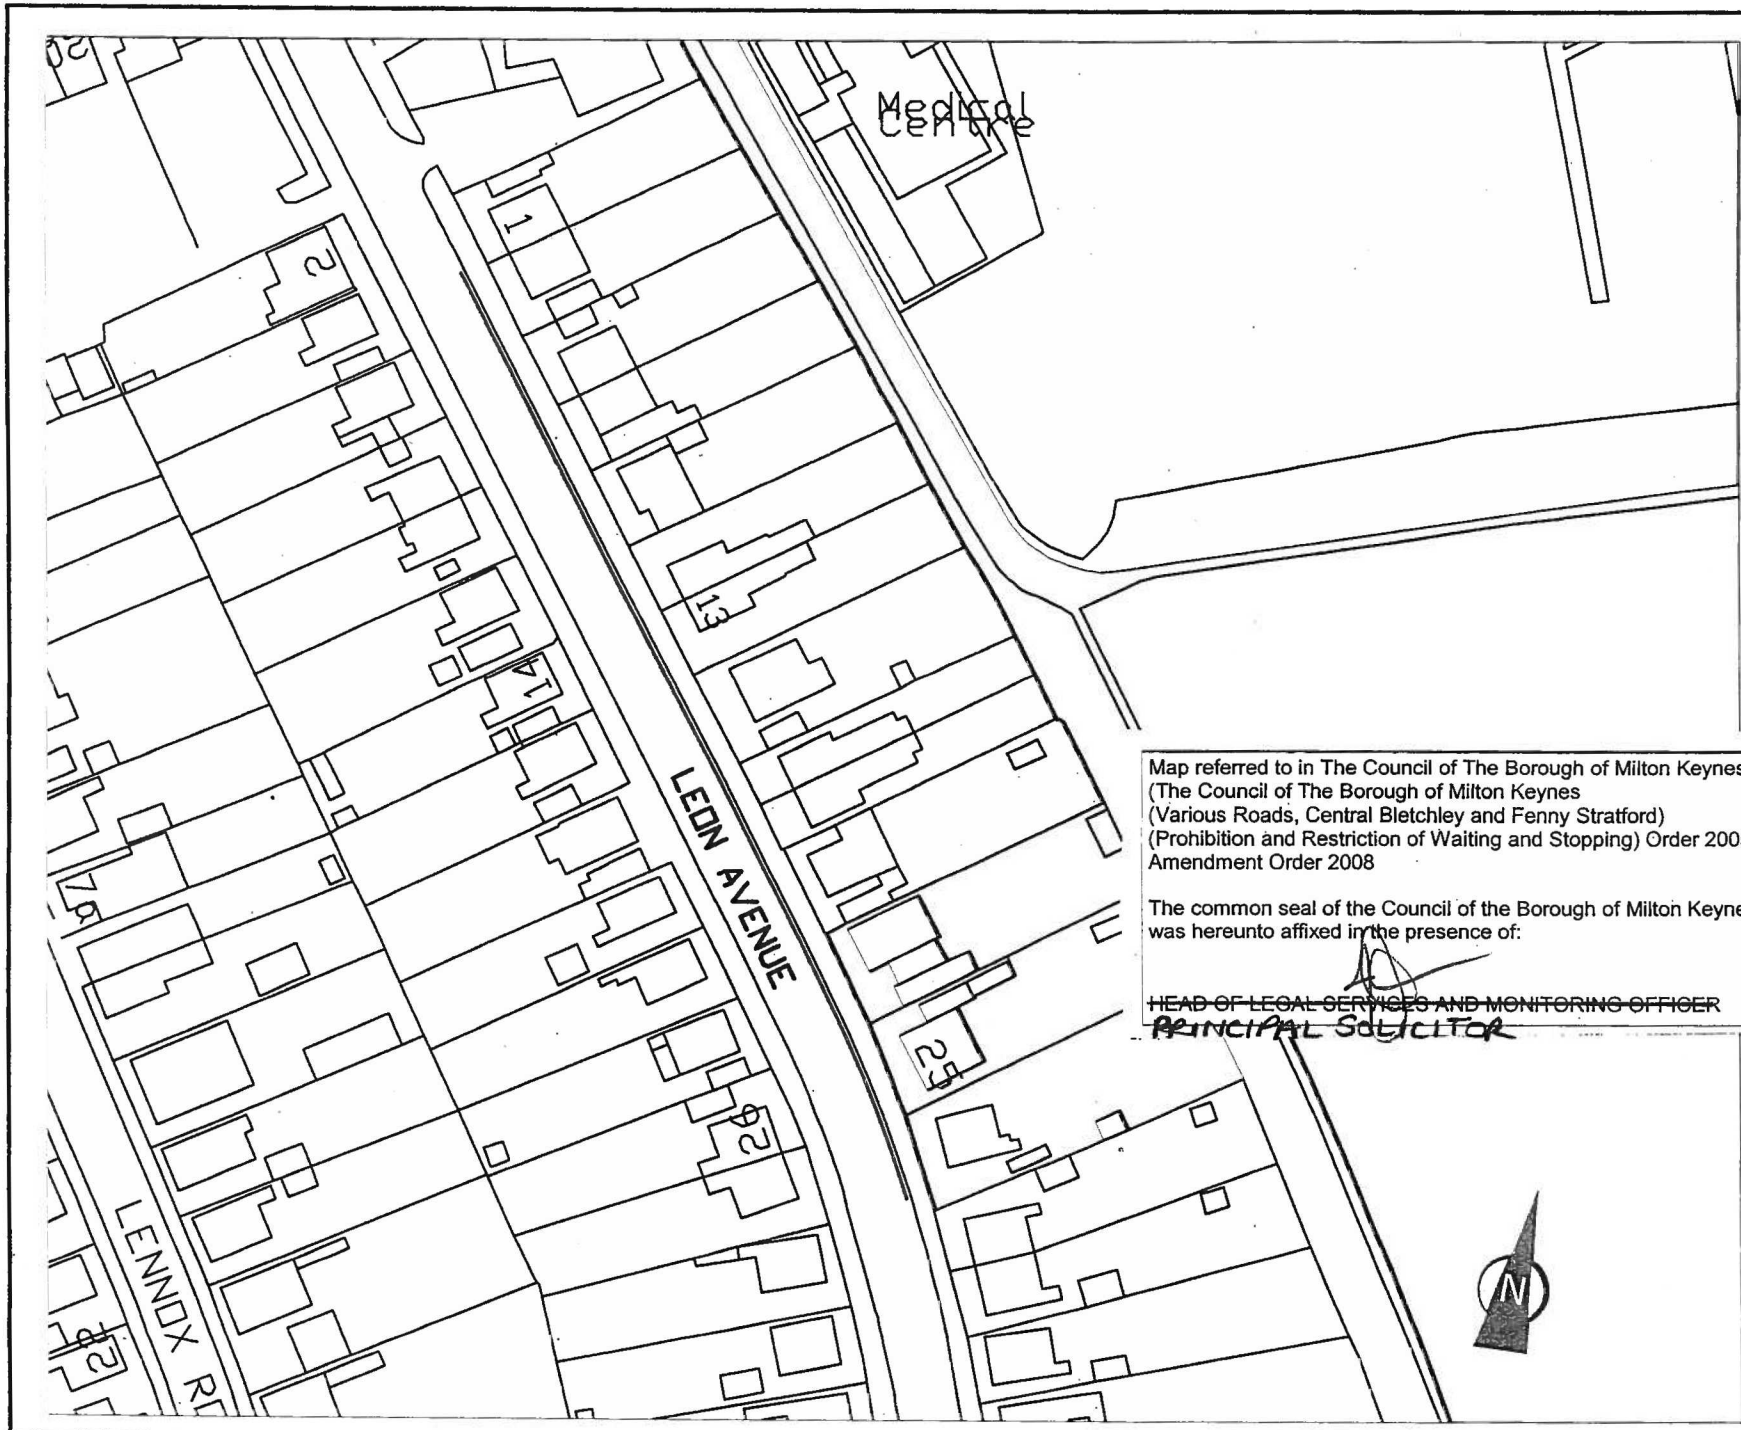 Medical
Centre
1
2
13
14
LEON AVENUE
7a
25
26
LENNOX RD
Map referred to in The Council of The Borough of Milton Keynes
(The Council of The Borough of Milton Keynes
(Various Roads, Central Bletchley and Fenny Stratford)
(Prohibition and Restriction of Waiting and Stopping) Order 200
Amendment Order 2008
The common seal of the Council of the Borough of Milton Keyne
was hereunto affixed in the presence of:
HEAD OF LEGAL SERVICES AND MONITORING OFFICER
PRINCIPAL SOLICITOR
N